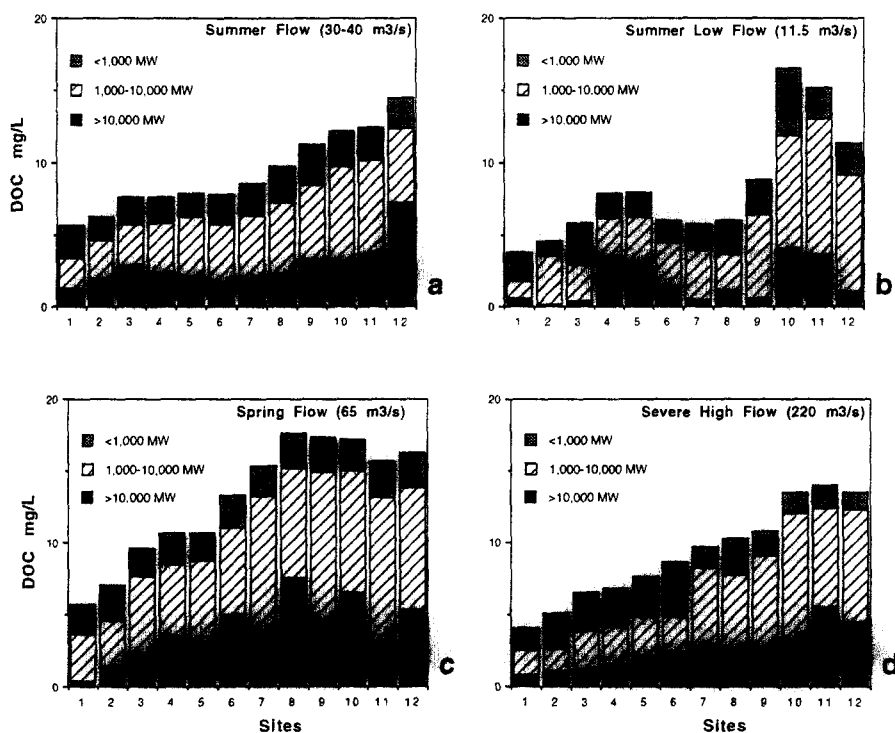 20
Summer Flow (30-40 m3/s)
<1,000 MW
1,000-10,000 MW
>10,000 MW
DOC mg/L
10
0
1 2 3 4 5 6 7 8 9 10 11 12
a
20
Summer Low Flow (11.5 m3/s)
<1,000 MW
1.000-10.000 MW
>10.000 MW
10
0
1 2 3 4 5 6 7 8 9 10 11 12
b
20
Spring Flow (65 m3/s)
<1,000 MW
1,000-10,000 MW
>10.000 MW
DOC mg/L
10
0
1 2 3 4 5 6 7 8 9 10 11 12
Sites
c
20
Severe High Flow (220 m3/s)
<1,000 MW
1,000-10,000 MW
>10,000 MW
10
0
1 2 3 4 5 6 7 8 9 10 11 12
Sites
d